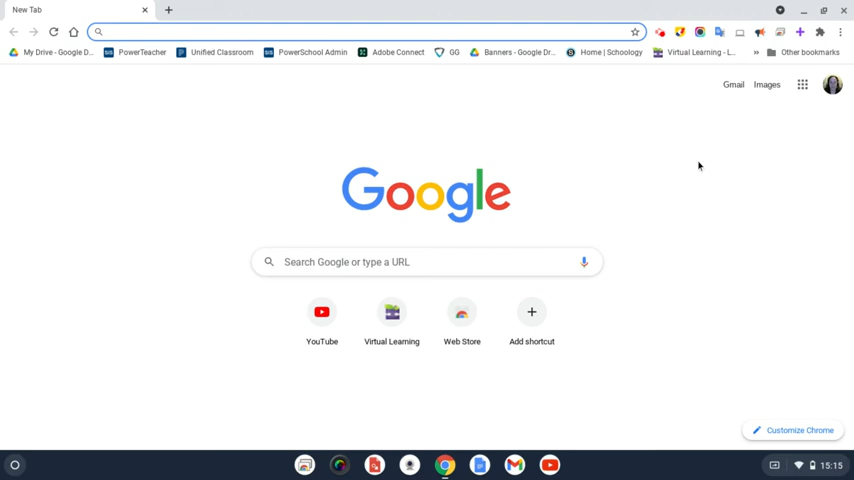 New Tab
My Drive - Google D... PowerTeacher Unified Classroom PowerSchool Admin Adobe Connect GG Banners - Google Dr... Home | Schoology Virtual Learning - L... » Other bookmarks
Gmail Images
Google
Search Google or type a URL
YouTube Virtual Learning Web Store Add shortcut
Customize Chrome
15:15